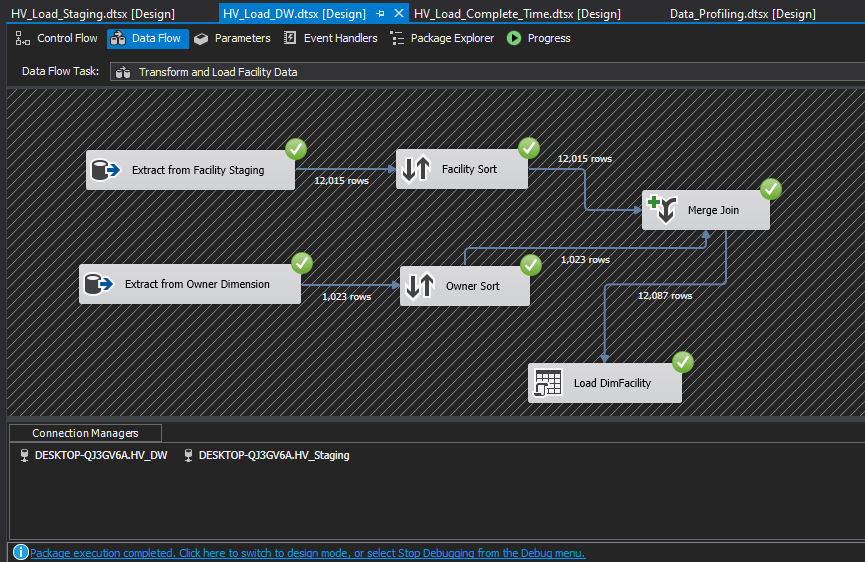 HV_Load_Staging.dtsx [Design]
HV_Load_DW.dtsx [Design]
HV_Load_Complete_Time.dtsx [Design]
Data_Profiling.dtsx [Design]
Control Flow
Data Flow
Parameters
Event Handlers
Package Explorer
Progress
Data Flow Task:
Transform and Load Facility Data
Extract from Facility Staging
12,015 rows
Facility Sort
12,015 rows
Merge Join
Extract from Owner Dimension
1,023 rows
Owner Sort
1,023 rows
12,087 rows
Load DimFacility
Connection Managers
DESKTOP-QJ3GV6A.HV_DW
DESKTOP-QJ3GV6A.HV_Staging
Package execution completed. Click here to switch to design mode, or select Stop Debugging from the Debug menu.